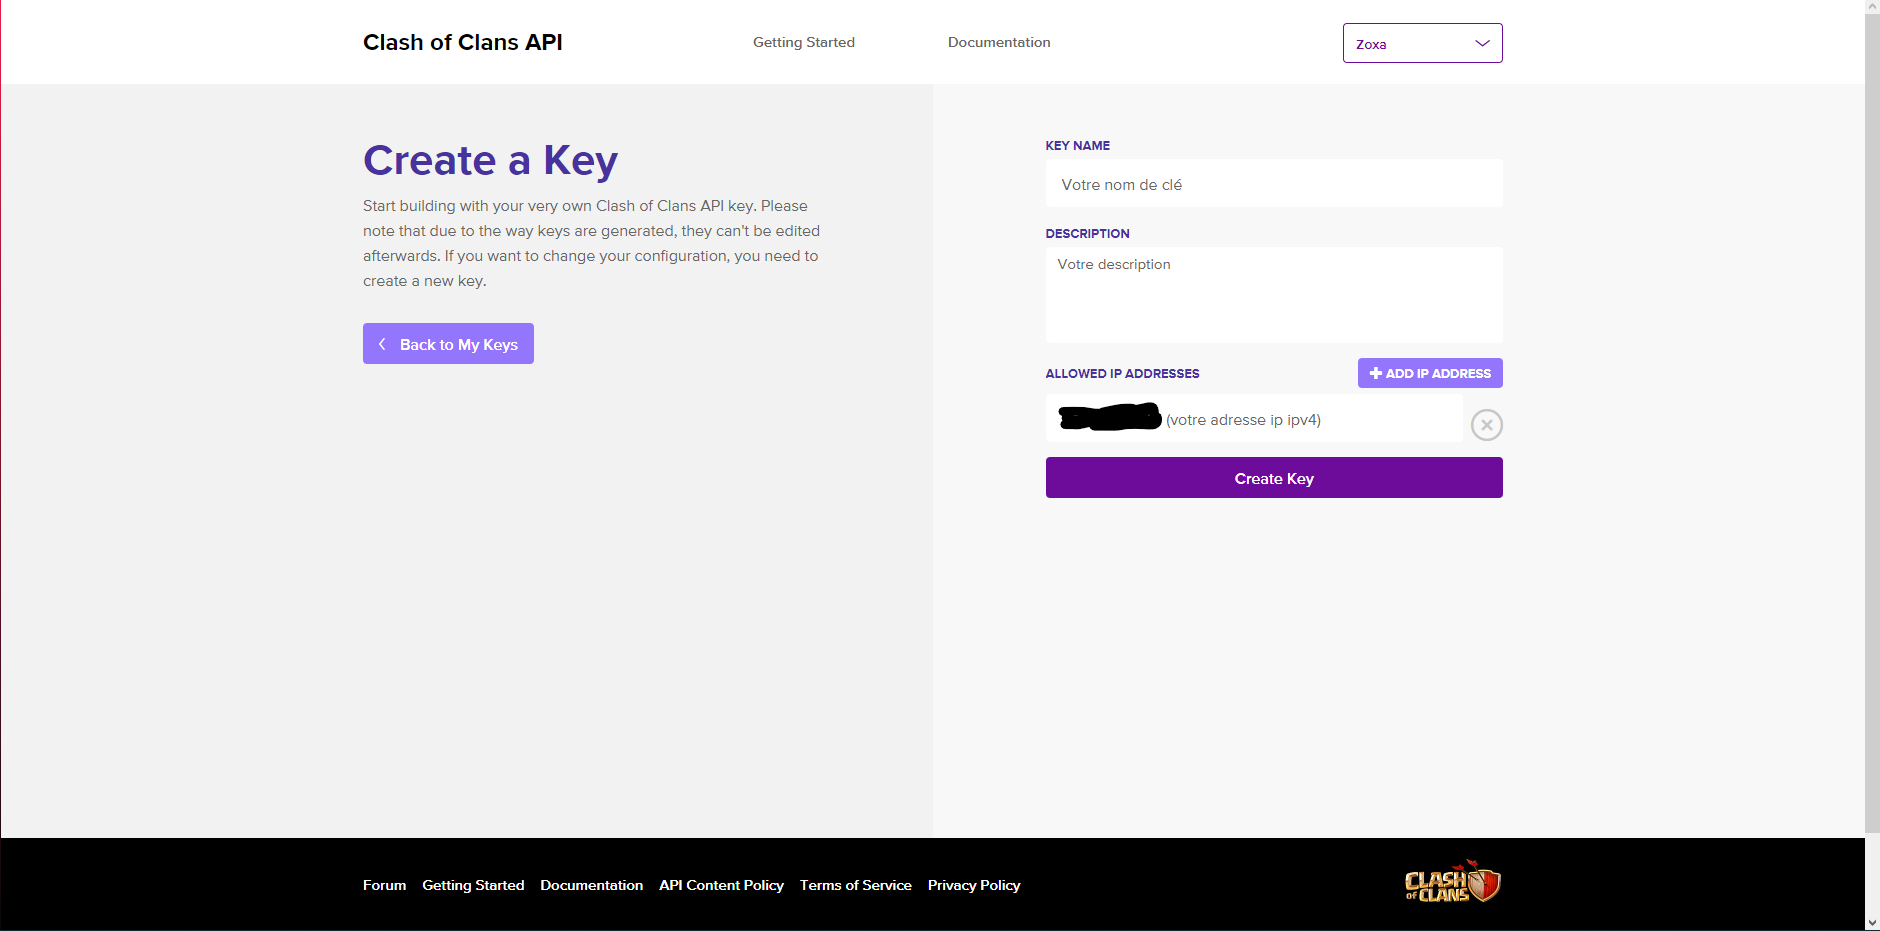 Clash of Clans API
Getting Started
Documentation
Zoxa
Create a Key
Start building with your very own Clash of Clans API key. Please
note that due to the way keys are generated, they can't be edited
afterwards. If you want to change your configuration, you need to
create a new key.
Back to My Keys
KEY NAME
Votre nom de clé
DESCRIPTION
Votre description
ALLOWED IP ADDRESSES
ADD IP ADDRESS
(votre adresse ip ipv4)
Create Key
Forum
Getting Started
Documentation
API Content Policy
Terms of Service
Privacy Policy
CLASH
of CLANS